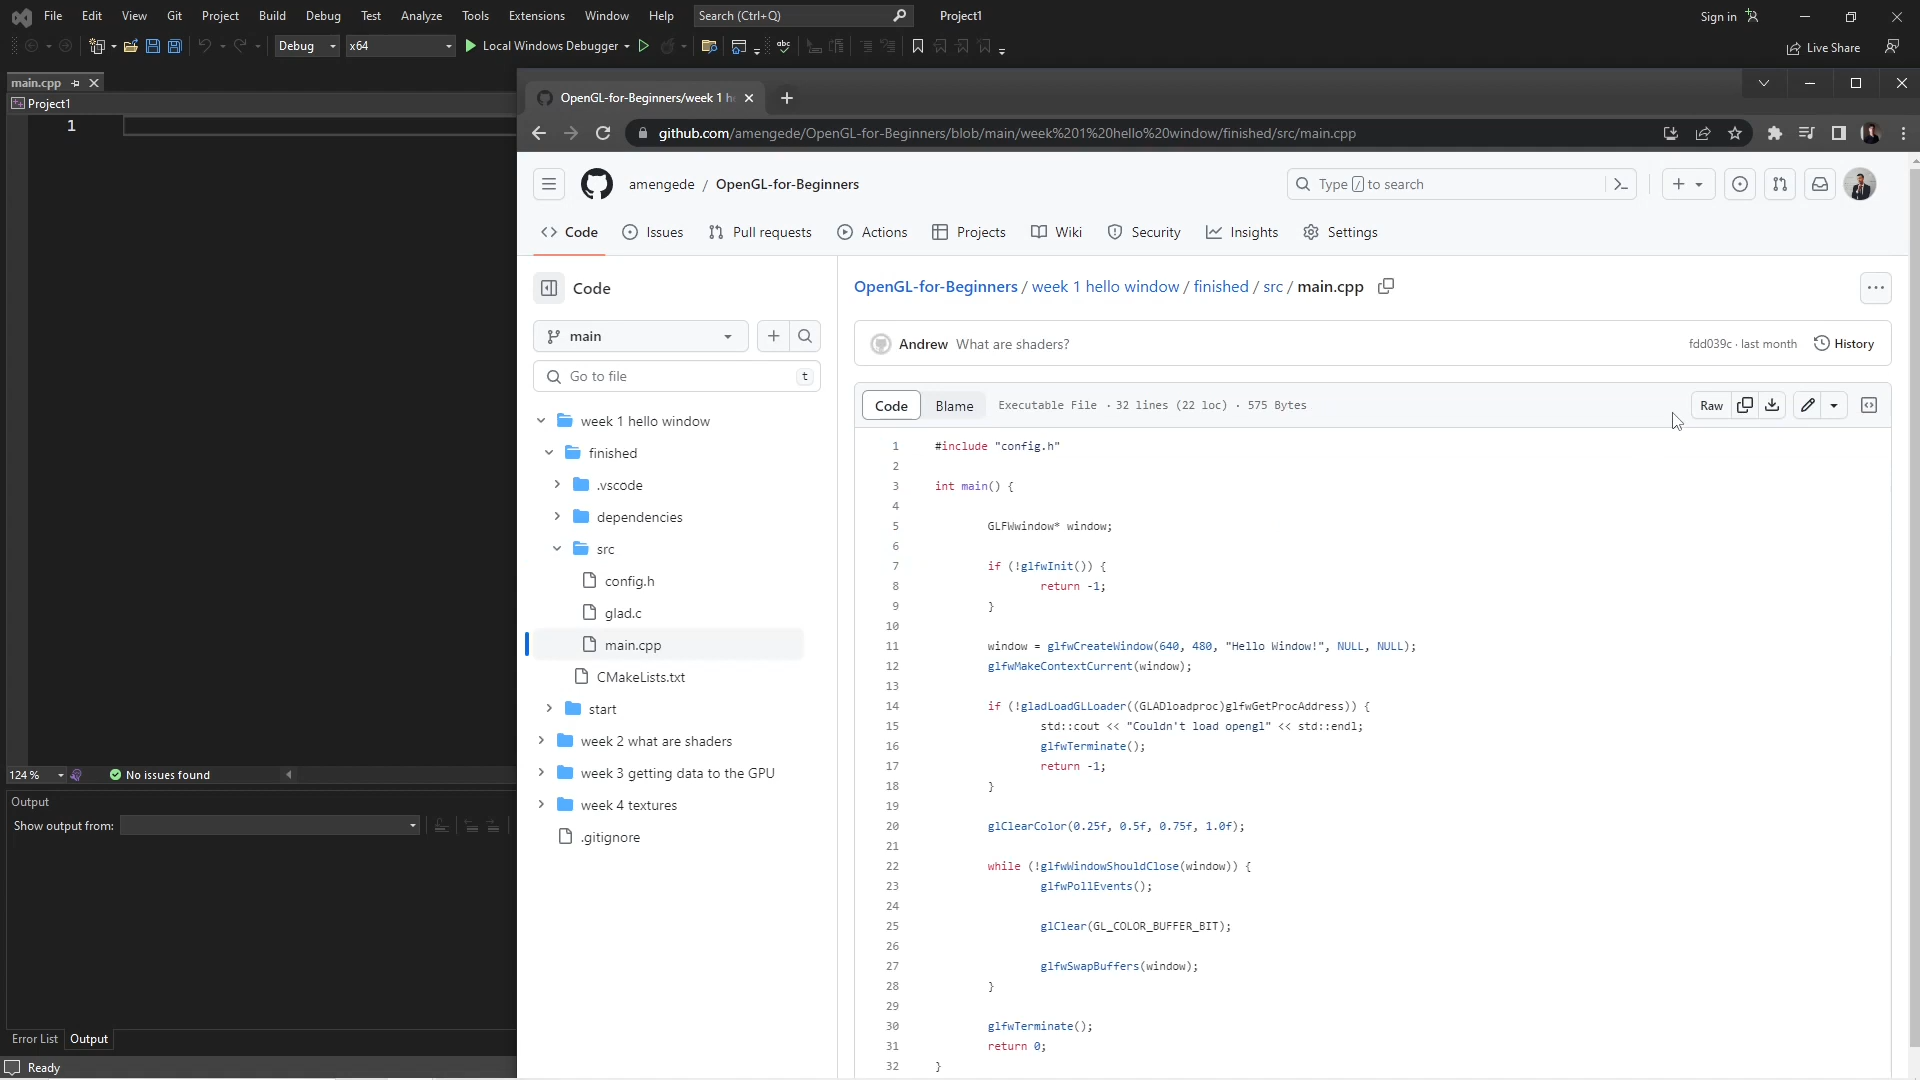 File Edit View Git Project Build Debug Test Analyze Tools Extensions Window Help Search (Ctrl+Q) Project1 Sign in
Debug x64 Local Windows Debugger Live Share
main.cpp
Project1
1
124 % No issues found
Output
Show output from:
Error List Output
Ready
OpenGL-for-Beginners/week 1 h
github.com/amengede/OpenGL-for-Beginners/blob/main/week%201%20hello%20window/finished/src/main.cpp
amengede / OpenGL-for-Beginners Type / to search
Code Issues Pull requests Actions Projects Wiki Security Insights Settings
Code
main
Go to file t
week 1 hello window
finished
.vscode
dependencies
src
config.h
glad.c
main.cpp
CMakeLists.txt
start
week 2 what are shaders
week 3 getting data to the GPU
week 4 textures
.gitignore
OpenGL-for-Beginners / week 1 hello window / finished / src / main.cpp
Andrew What are shaders? fdd039c · last month History
Code Blame Executable File · 32 lines (22 loc) · 575 Bytes Raw
1 #include "config.h"
2
3 int main() {
4
5 GLFWwindow* window;
6
7 if (!glfwInit()) {
8 return -1;
9 }
10
11 window = glfwCreateWindow(640, 480, "Hello Window!", NULL, NULL);
12 glfwMakeContextCurrent(window);
13
14 if (!gladLoadGLLoader((GLADloadproc)glfwGetProcAddress)) {
15 std::cout << "Couldn't load opengl" << std::endl;
16 glfwTerminate();
17 return -1;
18 }
19
20 glClearColor(0.25f, 0.5f, 0.75f, 1.0f);
21
22 while (!glfwWindowShouldClose(window)) {
23 glfwPollEvents();
24
25 glClear(GL_COLOR_BUFFER_BIT);
26
27 glfwSwapBuffers(window);
28 }
29
30 glfwTerminate();
31 return 0;
32 }